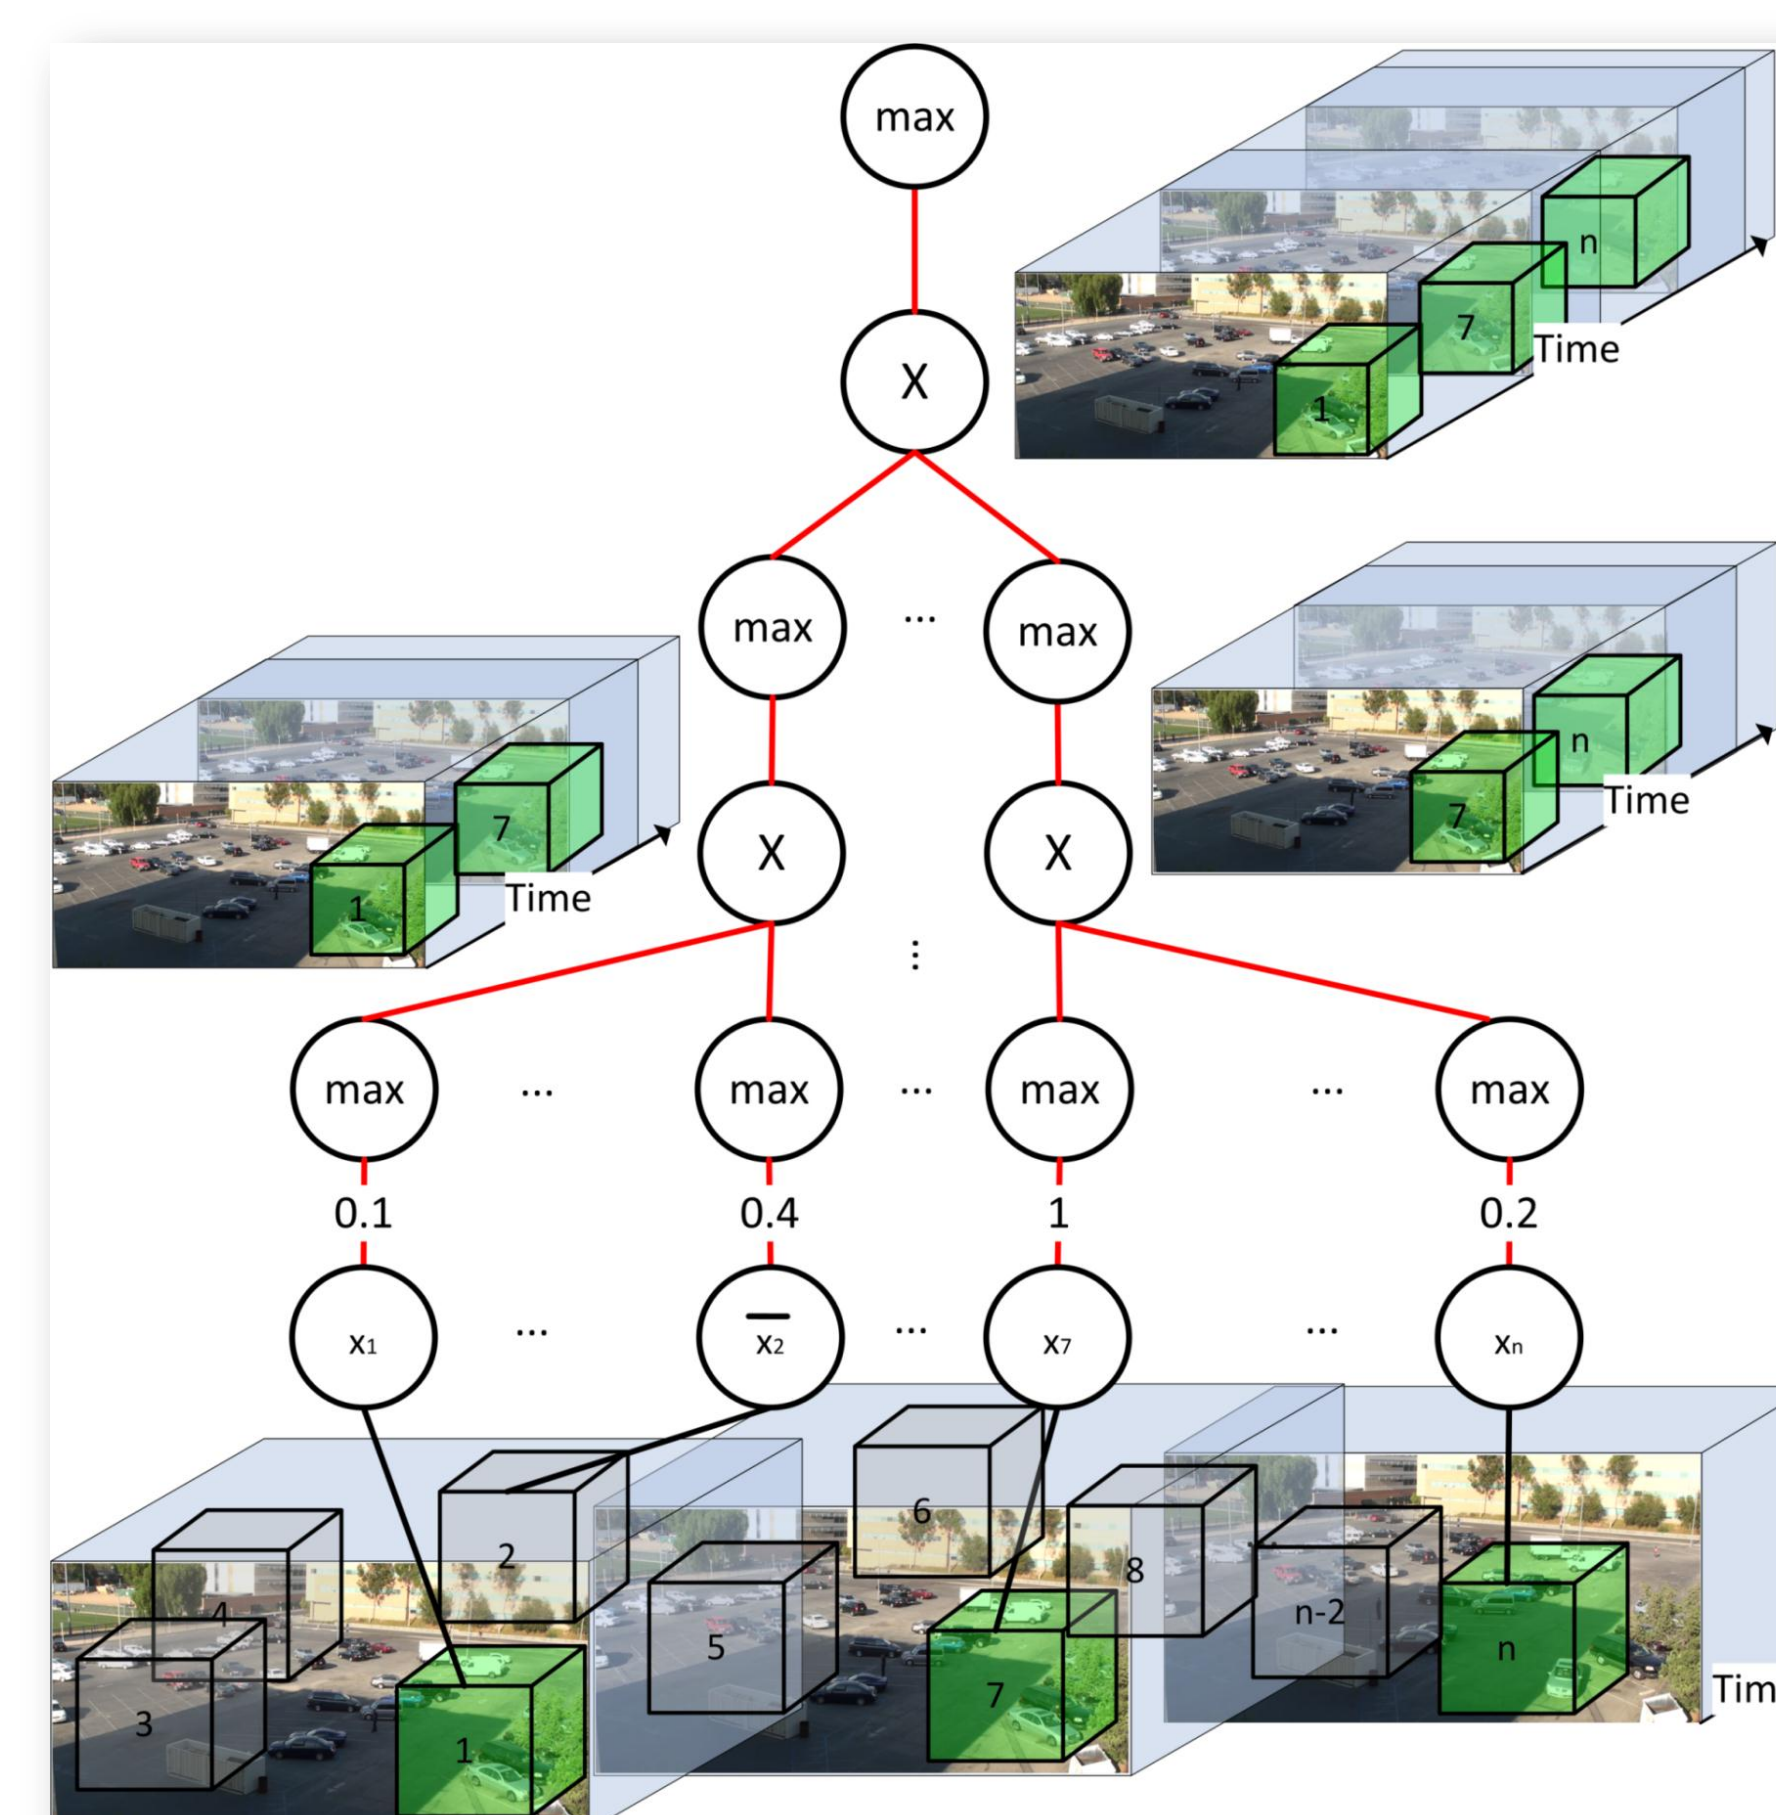 max
X
n
7
1
Time
max ... max
7
1
Time
n
7
Time
X X
⋮
max ... max ... max ... max
0.1 0.4 1 0.2
x1 ... x̅2 ... x7 ... xn
4
3
2
1
5
6
7
8
n-2
n
Tim